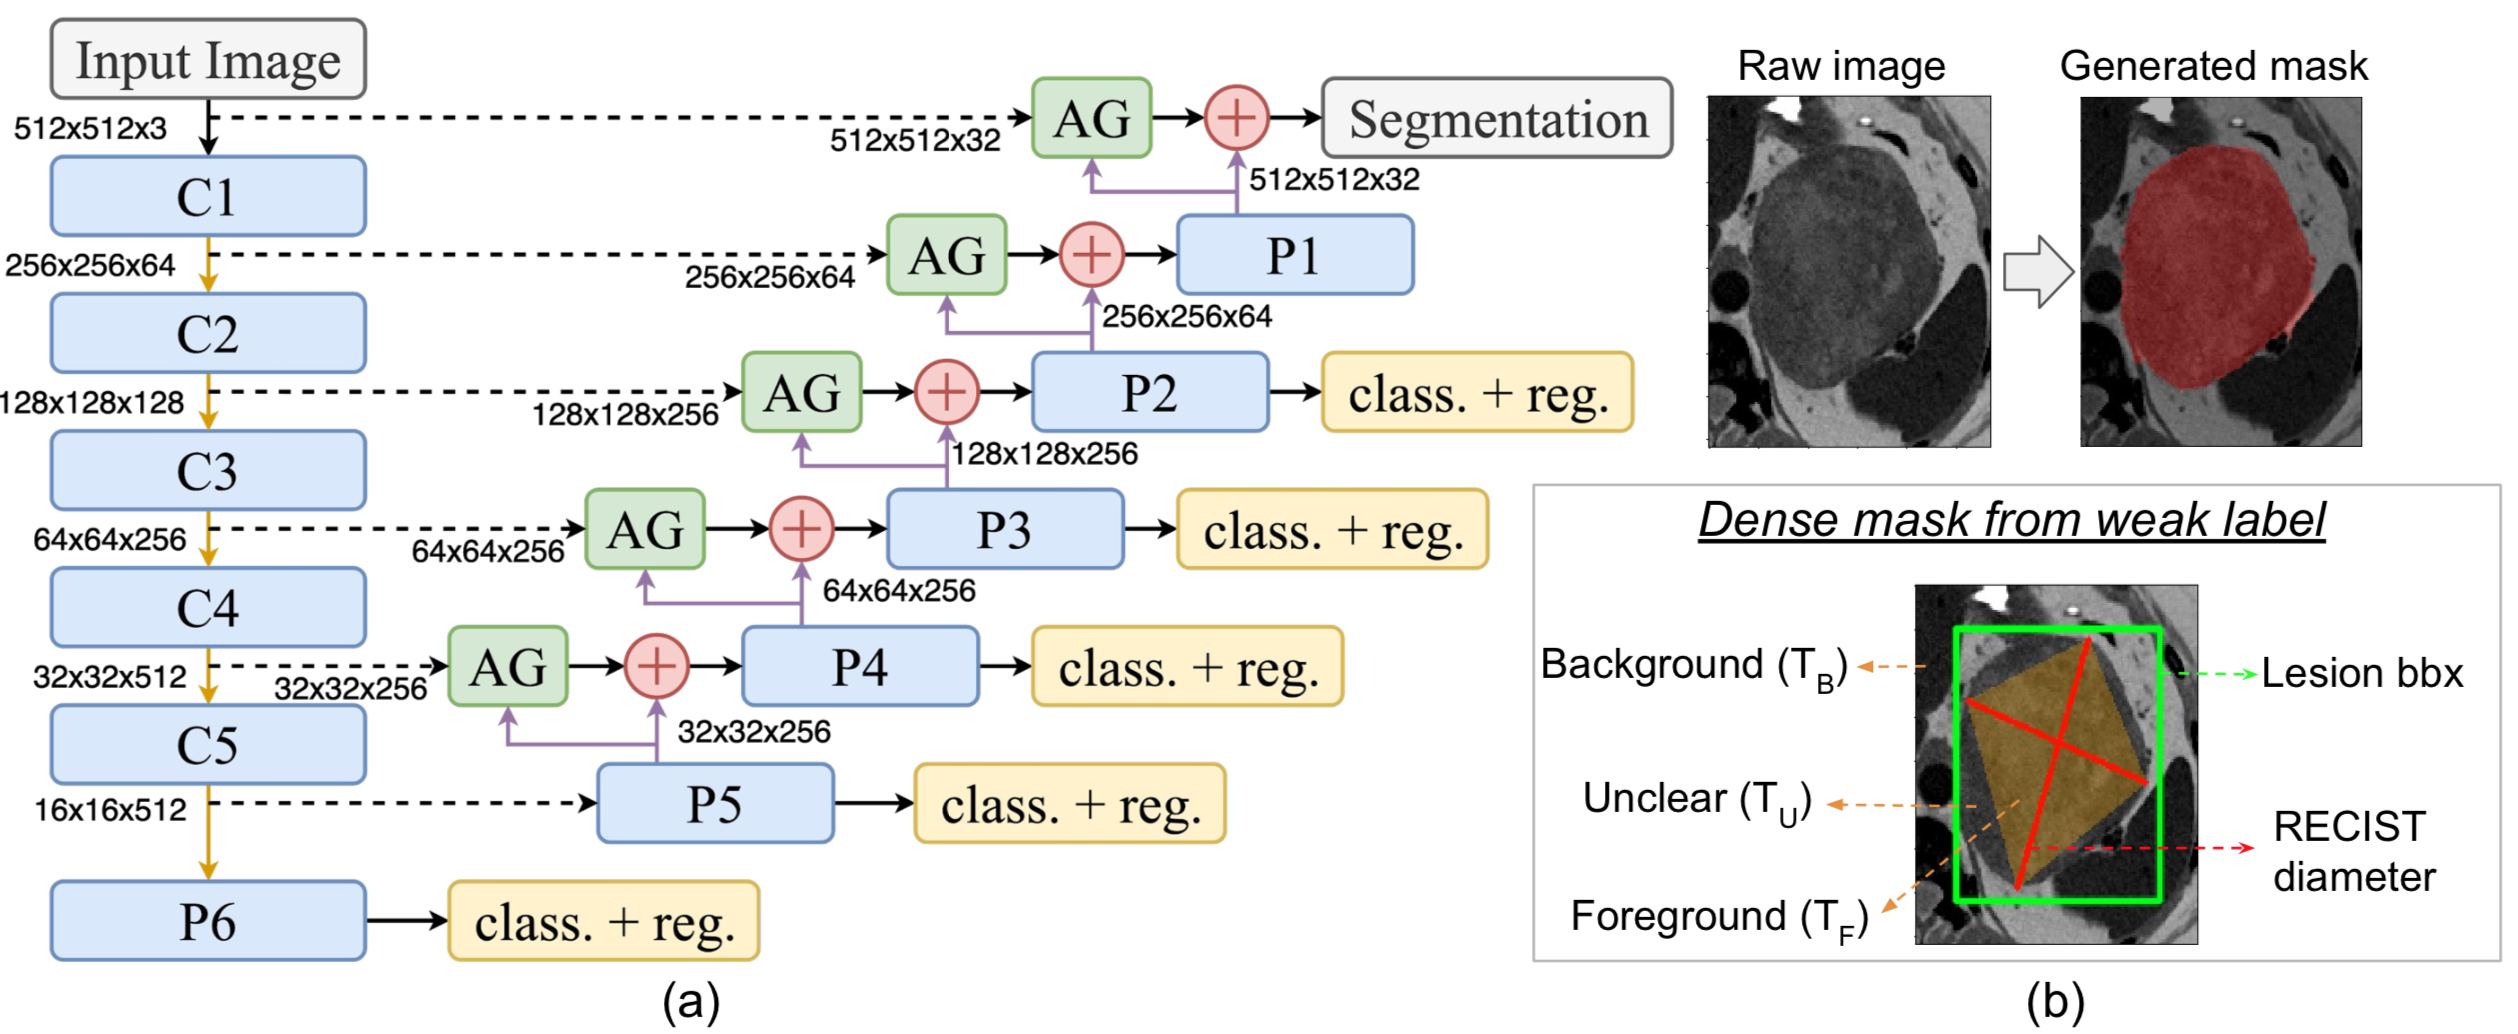 Input Image
512x512x3
C1
256x256x64
C2
128x128x128
C3
64x64x256
C4
32x32x512
C5
16x16x512
P6
class. + reg.
512x512x32
AG
+
Segmentation
512x512x32
256x256x64
AG
+
P1
256x256x64
128x128x256
AG
+
P2
class. + reg.
128x128x256
64x64x256
AG
+
P3
class. + reg.
64x64x256
32x32x256
AG
+
P4
class. + reg.
32x32x256
P5
class. + reg.
(a)
Raw image
Generated mask
Dense mask from weak label
Background (T_B)
Unclear (T_U)
Foreground (T_F)
Lesion bbx
RECIST
diameter
(b)